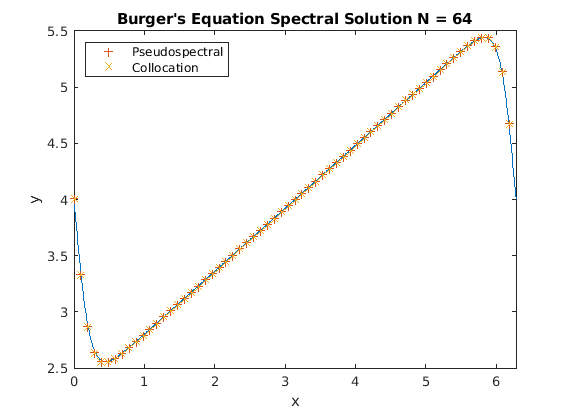 Burger's Equation Spectral Solution N = 64
5.5
Pseudospectral
Collocation
5
4.5
y
4
3.5
3
2.5
0 1 2 3 4 5 6
x